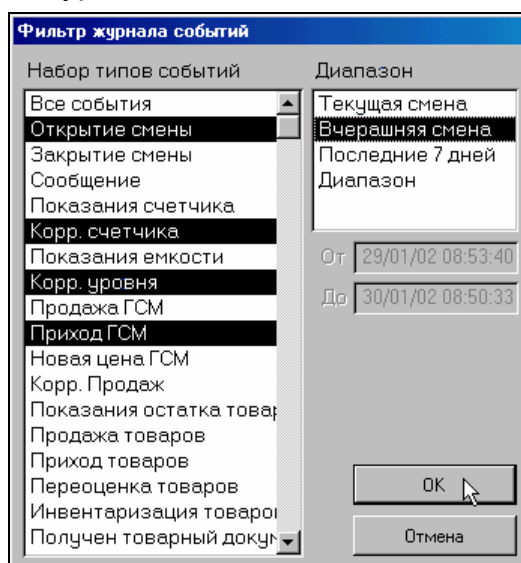 Фильтр журнала событий
Набор типов событий
Все события
Открытие смены
Закрытие смены
Сообщение
Показания счетчика
Корр. счетчика
Показания емкости
Корр. уровня
Продажа ГСМ
Приход ГСМ
Новая цена ГСМ
Корр. Продаж
Показания остатка това
Продажа товаров
Приход товаров
Переоценка товаров
Инвентаризация товаро
Получен товарный доку
Диапазон
Текущая смена
Вчерашняя смена
Последние 7 дней
Диапазон
От 29/01/02 08:53:40
До 30/01/02 08:50:33
OK
Отмена